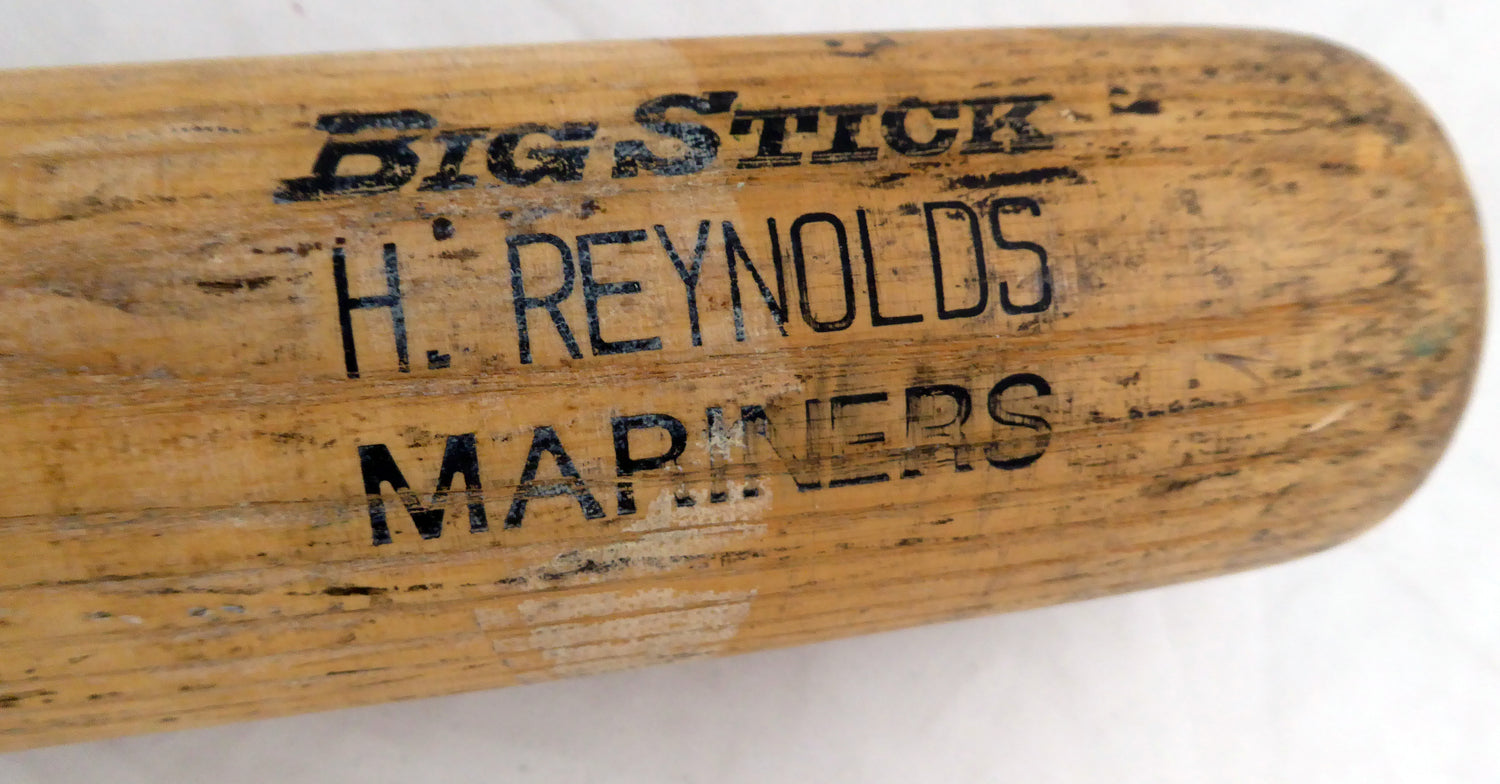 BIG STICK
H. REYNOLDS
MARINERS